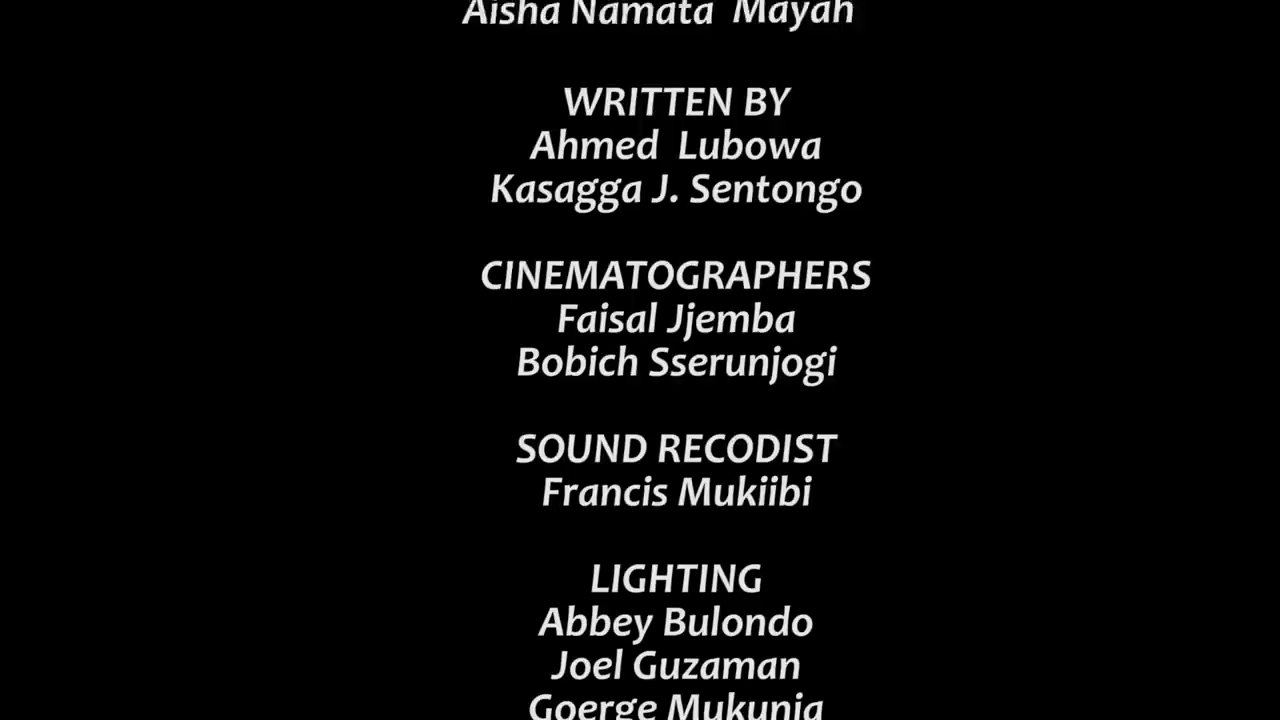 Aisha Namata Mayah
WRITTEN BY
Ahmed Lubowa
Kasagga J. Sentongo
CINEMATOGRAPHERS
Faisal Jjemba
Bobich Sserunjogi
SOUND RECODIST
Francis Mukiibi
LIGHTING
Abbey Bulondo
Joel Guzaman
Goerge Mukunja